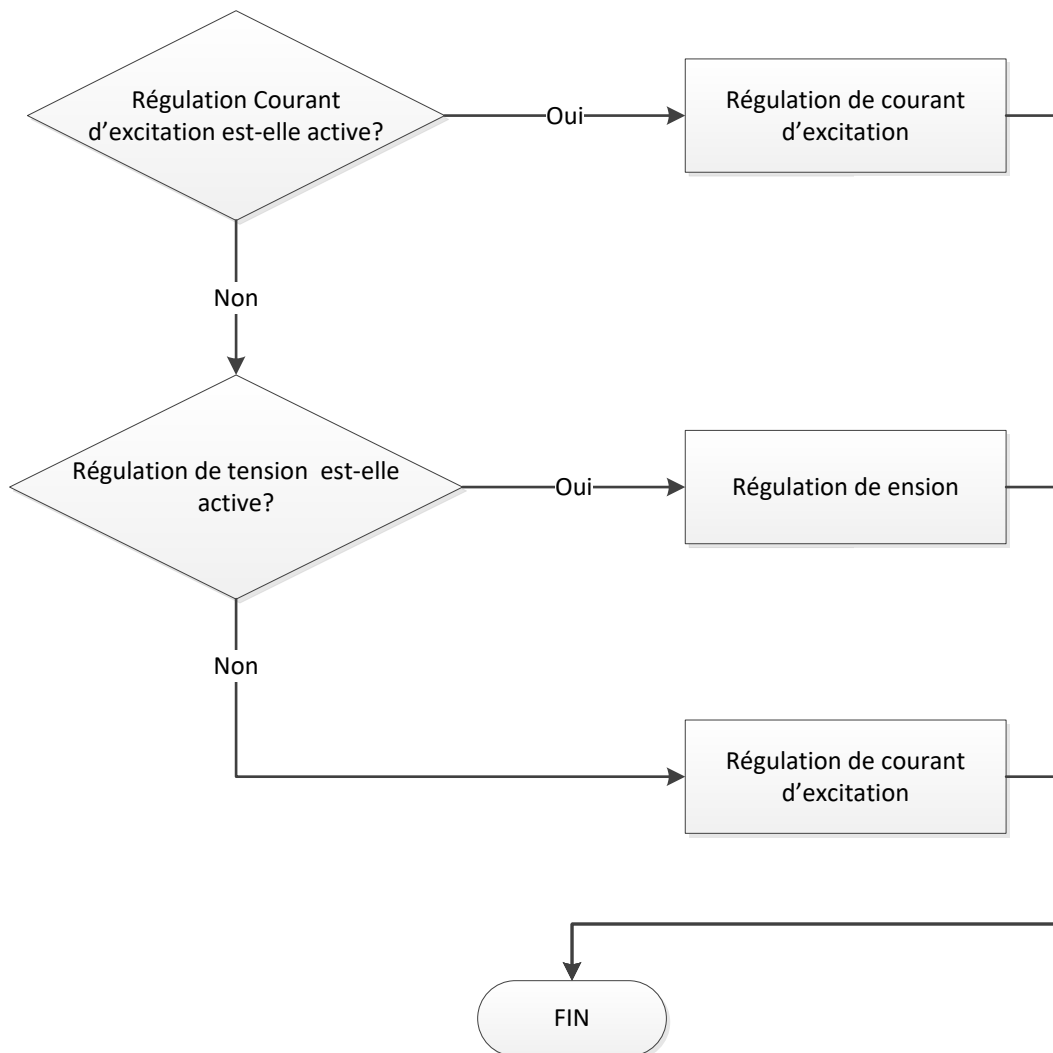 Régulation Courant
d’excitation est-elle active?
Oui
Régulation de courant
d’excitation
Non
Régulation de tension  est-elle
active?
Oui
Régulation de ension
Non
Régulation de courant
d’excitation
FIN